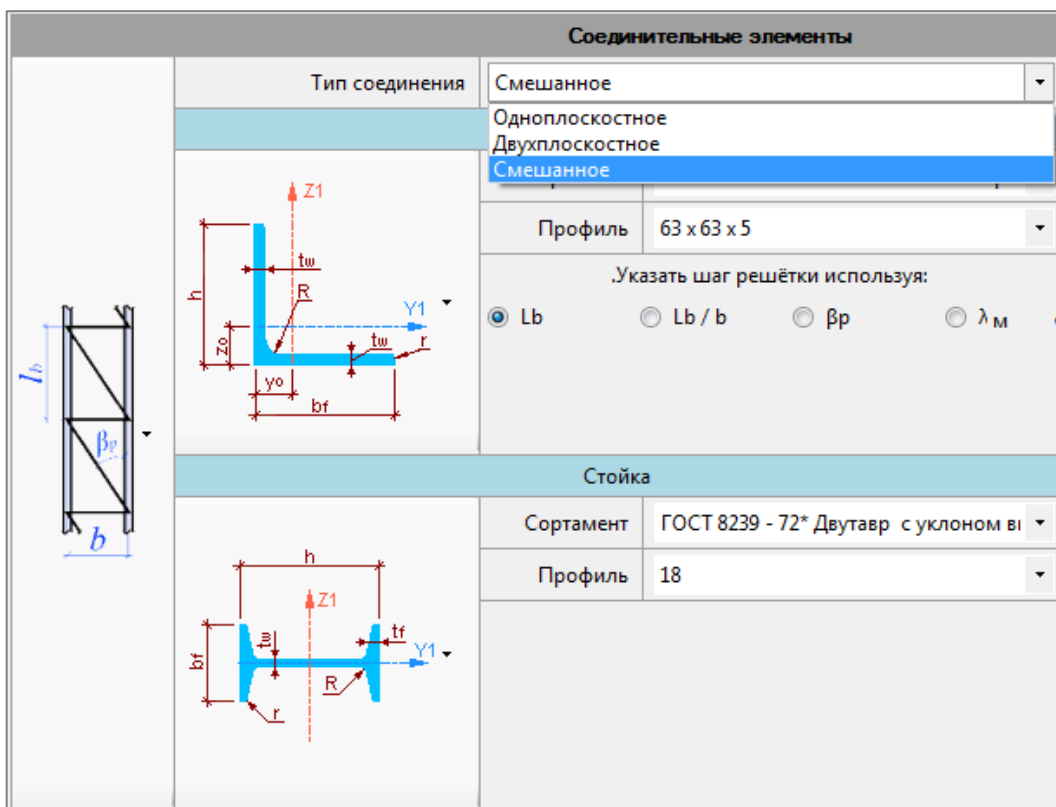 Соединительные элементы
Тип соединения
Смешанное
Одноплоскостное
Двухплоскостное
Смешанное
Z1
h
tw
R
Y1
zo
tw
r
yo
bf
Профиль
63 x 63 x 5
.Указать шаг решётки используя:
Lb
Lb / b
βp
λ м
lb
βp
b
Стойка
h
Z1
bf
tw
tf
Y1
R
r
Сортамент
ГОСТ 8239 - 72* Двутавр с уклоном
Профиль
18